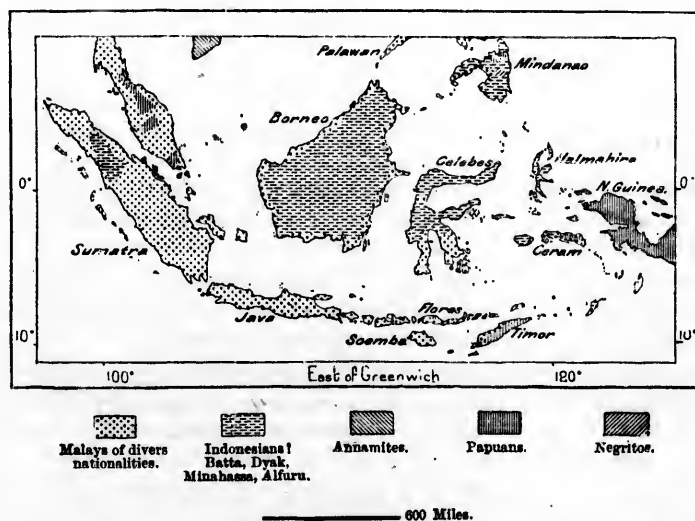 Palawan
Mindanao
Borneo
Celebes
Halmahira
0°
0°
N. Guinea.
Sumatra
Ceram
Java
Flores
Soemba
Timor
10°
10°
100°
East of Greenwich
120°
Malays of divers
nationalities.
Indonesians!
Batta, Dyak,
Minahassa, Alfuru.
Annamites.
Papuans.
Negritos.
600 Miles.